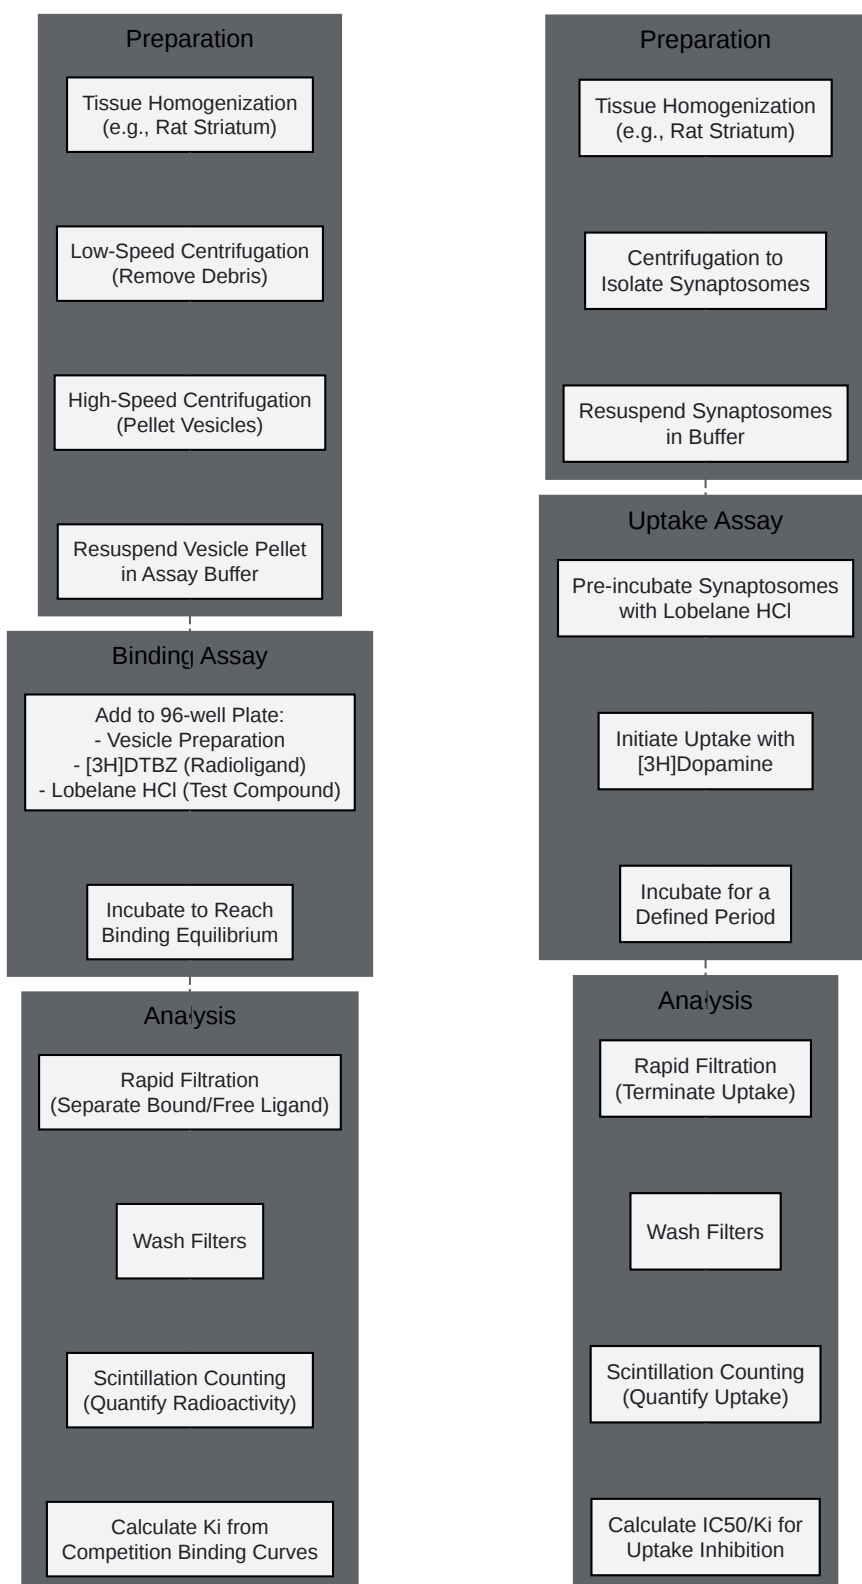 Preparation
Tissue Homogenization
(e.g., Rat Striatum)
Low-Speed Centrifugation
(Remove Debris)
High-Speed Centrifugation
(Pellet Vesicles)
Resuspend Vesicle Pellet
in Assay Buffer
Binding Assay
Add to 96-well Plate:
- Vesicle Preparation
- [3H]DTBZ (Radioligand)
- Lobelane HCl (Test Compound)
Incubate to Reach
Binding Equilibrium
Analysis
Rapid Filtration
(Separate Bound/Free Ligand)
Wash Filters
Scintillation Counting
(Quantify Radioactivity)
Calculate Ki from
Competition Binding Curves
Preparation
Tissue Homogenization
(e.g., Rat Striatum)
Centrifugation to
Isolate Synaptosomes
Resuspend Synaptosomes
in Buffer
Uptake Assay
Pre-incubate Synaptosomes
with Lobelane HCl
Initiate Uptake with
[3H]Dopamine
Incubate for a
Defined Period
Analysis
Rapid Filtration
(Terminate Uptake)
Wash Filters
Scintillation Counting
(Quantify Uptake)
Calculate IC50/Ki for
Uptake Inhibition